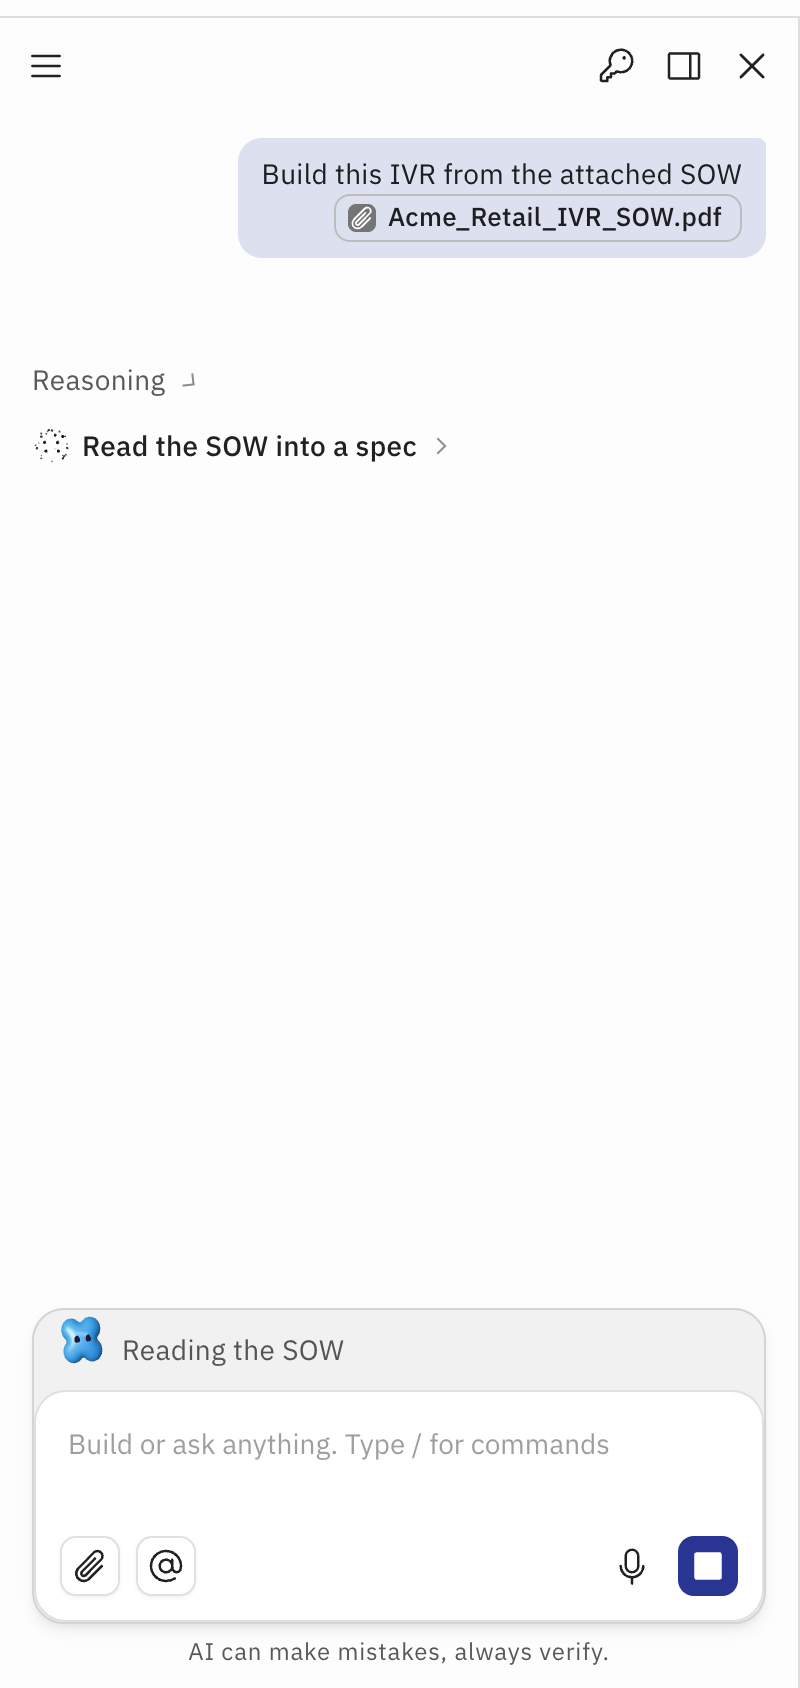 Build this IVR from the attached SOW
Acme_Retail_IVR_SOW.pdf
Reasoning
Read the SOW into a spec
Reading the SOW
Build or ask anything. Type / for commands
AI can make mistakes, always verify.